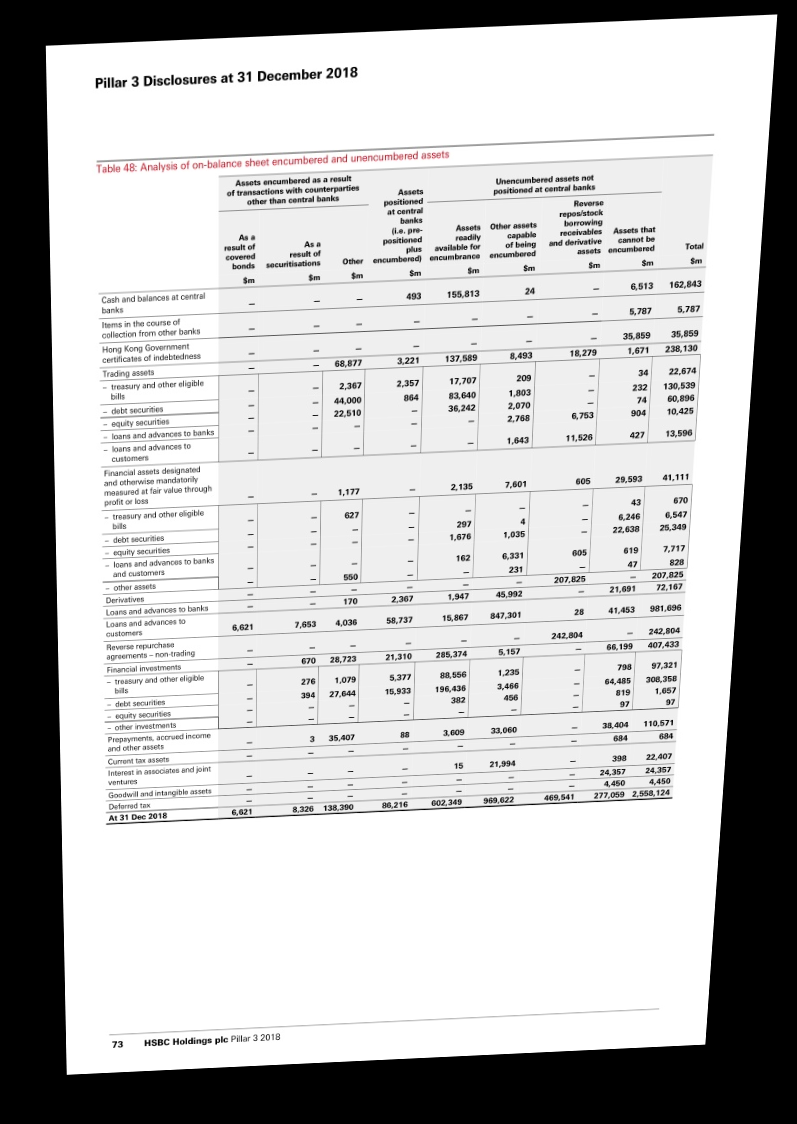 Pillar 3 Disclosures at 31 December 2018
Table 48: Analysis of on-balance sheet encumbered and unencumbered assets
Assets encumbered as a result
of transactions with counterparties
other than central banks
Assets
positioned
at central
banks
(i.e. pre-
positioned
plus
encumbered)
Unencumbered assets not
positioned at central banks
As a
result of
covered
bonds
As a
result of
securitisations
Other
Assets
readily
available for
encumbrance
Other assets
capable
of being
encumbered
Reverse
repos/stock
borrowing
receivables
and derivative
assets
Assets that
cannot be
encumbered
Total
$m $m $m $m $m $m $m $m $m
Cash and balances at central
banks – – – 493 155,813 24 – 6,513 162,843
Items in the course of
collection from other banks – – – – – – – 5,787 5,787
Hong Kong Government
certificates of indebtedness – – – – – – – 35,859 35,859
Trading assets – – 68,877 3,221 137,589 8,493 18,279 1,671 238,130
– treasury and other eligible
bills – – 2,367 2,357 17,707 209 – 34 22,674
– debt securities – – 44,000 864 83,640 1,803 – 232 130,539
– equity securities – – 22,510 – 36,242 2,070 – 74 60,896
– loans and advances to banks – – – – – 2,768 6,753 904 10,425
– loans and advances to
customers – – – – – 1,643 11,526 427 13,596
Financial assets designated
and otherwise mandatorily
measured at fair value through
profit or loss – – 1,177 – 2,135 7,601 605 29,593 41,111
– treasury and other eligible
bills – – 627 – – – – 43 670
– debt securities – – – – 297 4 – 6,246 6,547
– equity securities – – – – 1,676 1,035 – 22,638 25,349
– loans and advances to banks
and customers – – – – 162 6,331 605 619 7,717
– other assets – – 550 – – 231 – 47 828
Derivatives – – – – – – 207,825 – 207,825
Loans and advances to banks – – 170 2,367 1,947 45,992 – 21,691 72,167
Loans and advances to
customers 6,621 7,653 4,036 58,737 15,867 847,301 28 41,453 981,696
Reverse repurchase
agreements – non-trading – – – – – – 242,804 – 242,804
Financial investments – 670 28,723 21,310 285,374 5,157 – 66,199 407,433
– treasury and other eligible
bills – 276 1,079 5,377 88,556 1,235 – 798 97,321
– debt securities – 394 27,644 15,933 196,436 3,466 – 64,485 308,358
– equity securities – – – – 382 456 – 819 1,657
– other investments – – – – – – – 97 97
Prepayments, accrued income
and other assets – 3 35,407 88 3,609 33,060 – 38,404 110,571
Current tax assets – – – – – – – 684 684
Interest in associates and joint
ventures – – – – 15 21,994 – 398 22,407
Goodwill and intangible assets – – – – – – – 24,357 24,357
Deferred tax – – – – – – – 4,450 4,450
At 31 Dec 2018 6,621 8,326 138,390 86,216 602,349 969,622 469,541 277,059 2,558,124
73 HSBC Holdings plc Pillar 3 2018